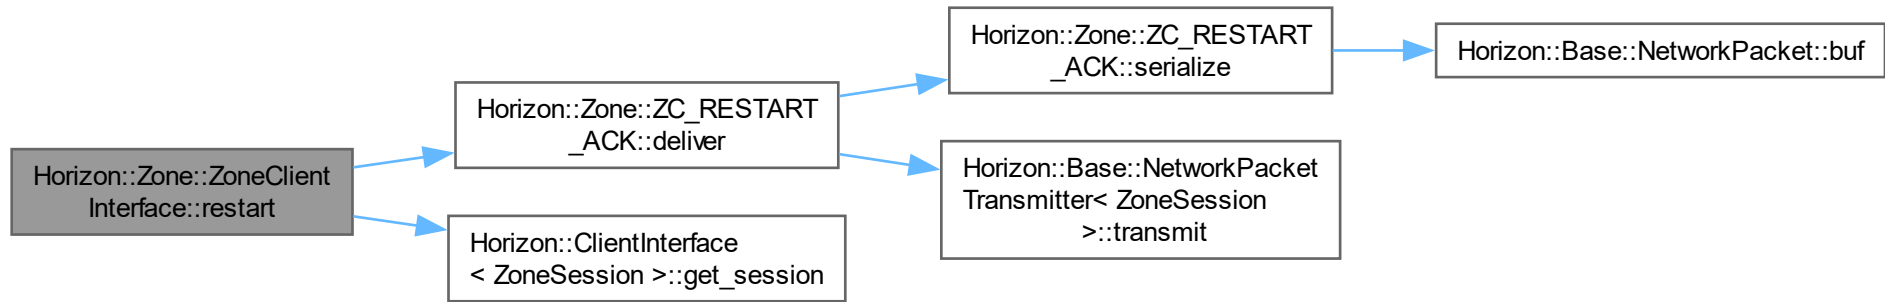 Horizon::Zone::ZoneClient
Interface::restart
Horizon::Zone::ZC_RESTART
_ACK::deliver
Horizon::ClientInterface
< ZoneSession >::get_session
Horizon::Zone::ZC_RESTART
_ACK::serialize
Horizon::Base::NetworkPacket
Transmitter< ZoneSession
>::transmit
Horizon::Base::NetworkPacket::buf